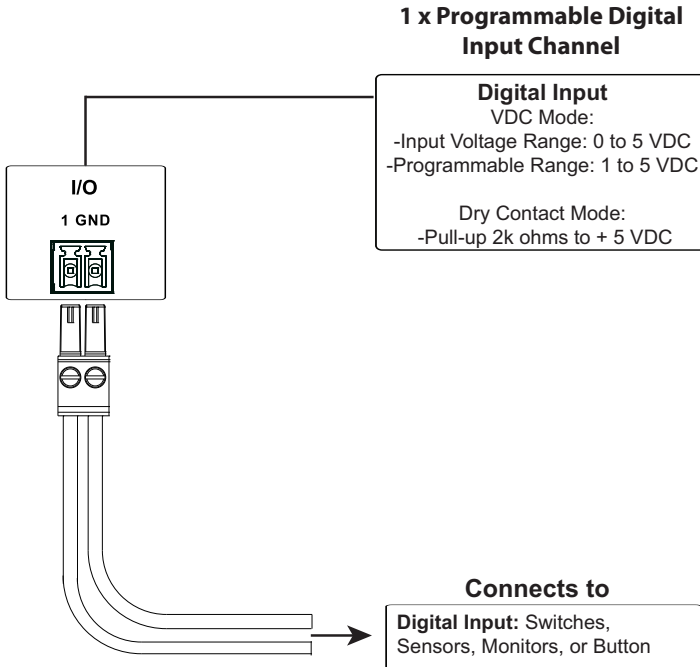 1 x Programmable Digital
Input Channel
Digital Input
VDC Mode:
-Input Voltage Range: 0 to 5 VDC
-Programmable Range: 1 to 5 VDC
Dry Contact Mode:
-Pull-up 2k ohms to + 5 VDC
I/O
1 GND
Connects to
Digital Input: Switches,
Sensors, Monitors, or Button